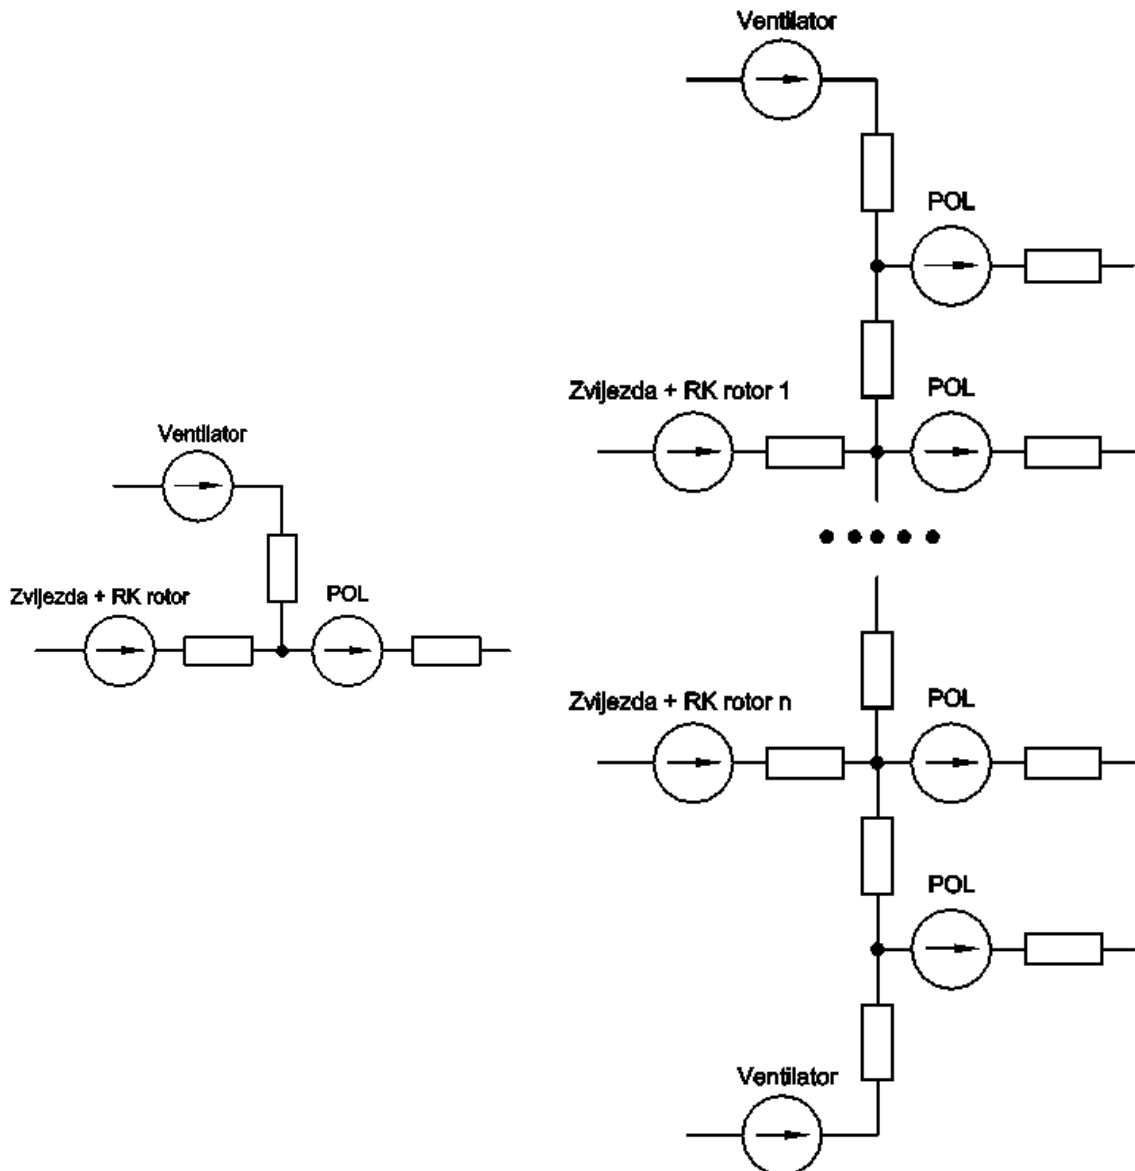 Ventilator
Zvijezda + RK rotor
POL
Ventilator
POL
Zvijezda + RK rotor 1
POL
Zvijezda + RK rotor n
POL
POL
Ventilator